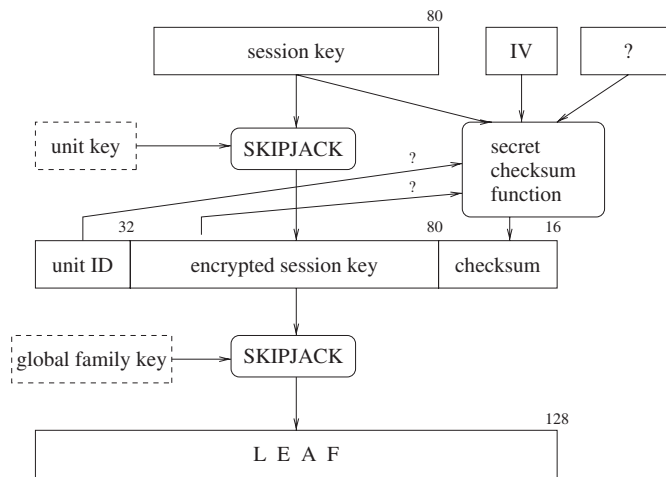 80
session key
IV
?
unit key
SKIPJACK
secret
checksum
function
?
?
32
80
16
unit ID
encrypted session key
checksum
global family key
SKIPJACK
128
L E A F